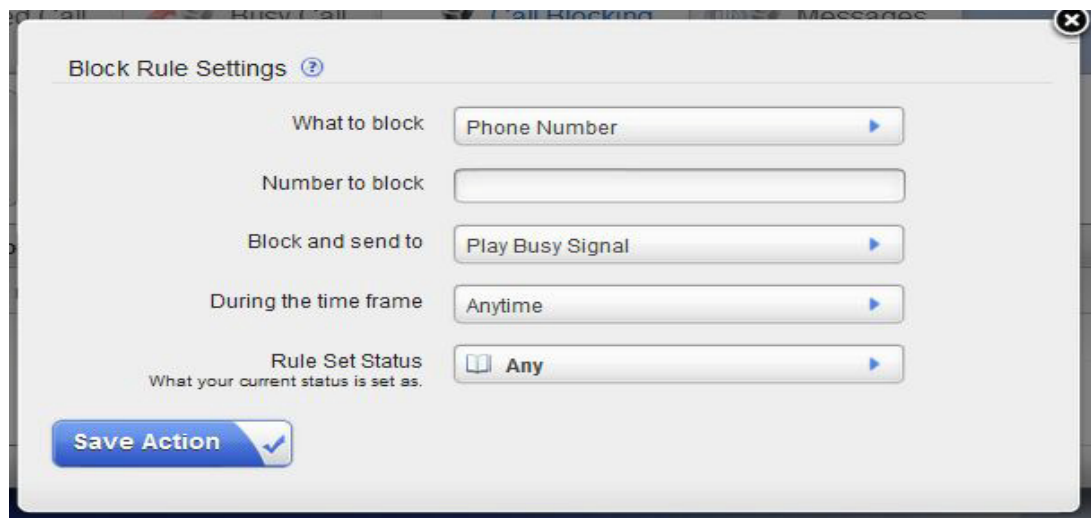 ed Call Busy Call Call Blocking Messages
Block Rule Settings ?
What to block Phone Number
Number to block
Block and send to Play Busy Signal
During the time frame Anytime
Rule Set Status Any
What your current status is set as.
Save Action